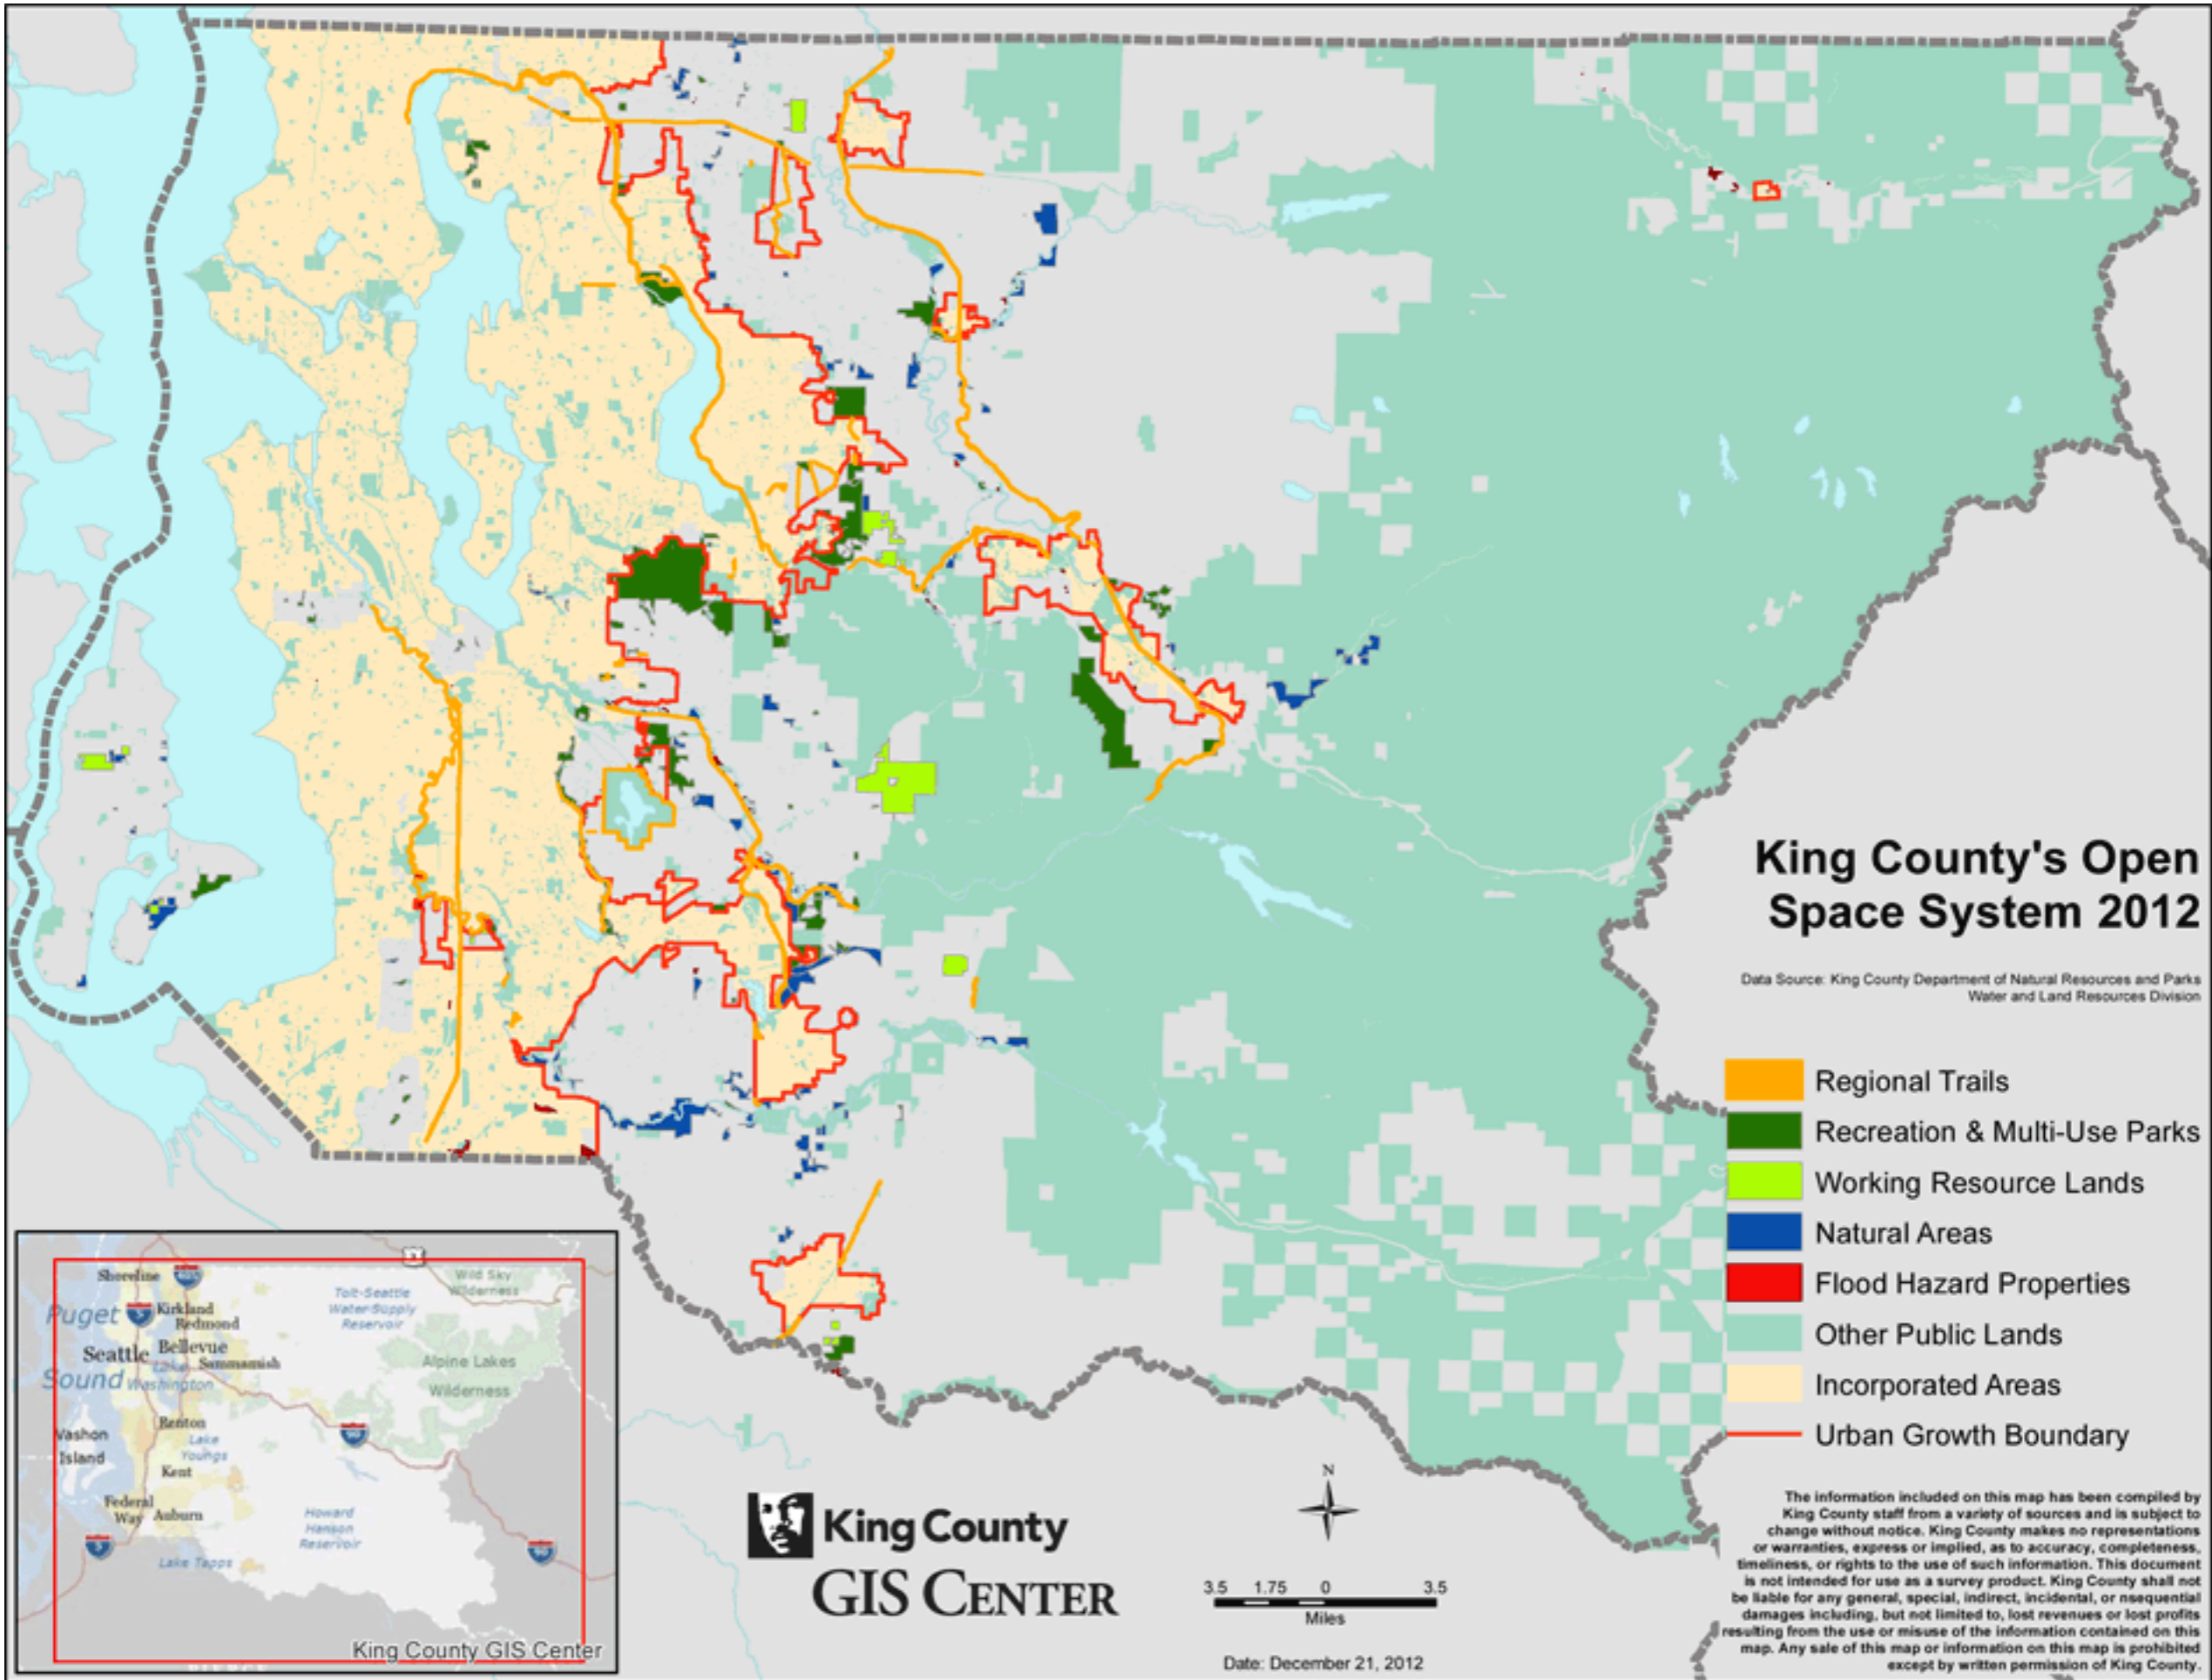 King County's Open
Space System 2012
Data Source: King County Department of Natural Resources and Parks
Water and Land Resources Division
Regional Trails
Recreation & Multi-Use Parks
Working Resource Lands
Natural Areas
Flood Hazard Properties
Other Public Lands
Incorporated Areas
Urban Growth Boundary
The information included on this map has been compiled by
King County staff from a variety of sources and is subject to
change without notice. King County makes no representations
or warranties, express or implied, as to accuracy, completeness,
timeliness, or rights to the use of such information. This document
is not intended for use as a survey product. King County shall not
be liable for any general, special, indirect, incidental, or nsequential
damages including, but not limited to, lost revenues or lost profits
resulting from the use or misuse of the information contained on this
map. Any sale of this map or information on this map is prohibited
except by written permission of King County.
Shoreline
405
Puget
5
Kirkland
Redmond
Seattle
Bellevue
Sound
Lake
Sammamish
Washington
Tolt-Seattle
Water-Supply
Reservoir
Wild Sky
Wilderness
Alpine Lakes
Wilderness
Renton
90
Vashon
Island
Lake
Youngs
Kent
Federal
Way
Auburn
Howard
Hanson
Reservoir
5
90
Lake Tapps
King County GIS Center
King County
GIS CENTER
N
3.5 1.75 0 3.5
Miles
Date: December 21, 2012